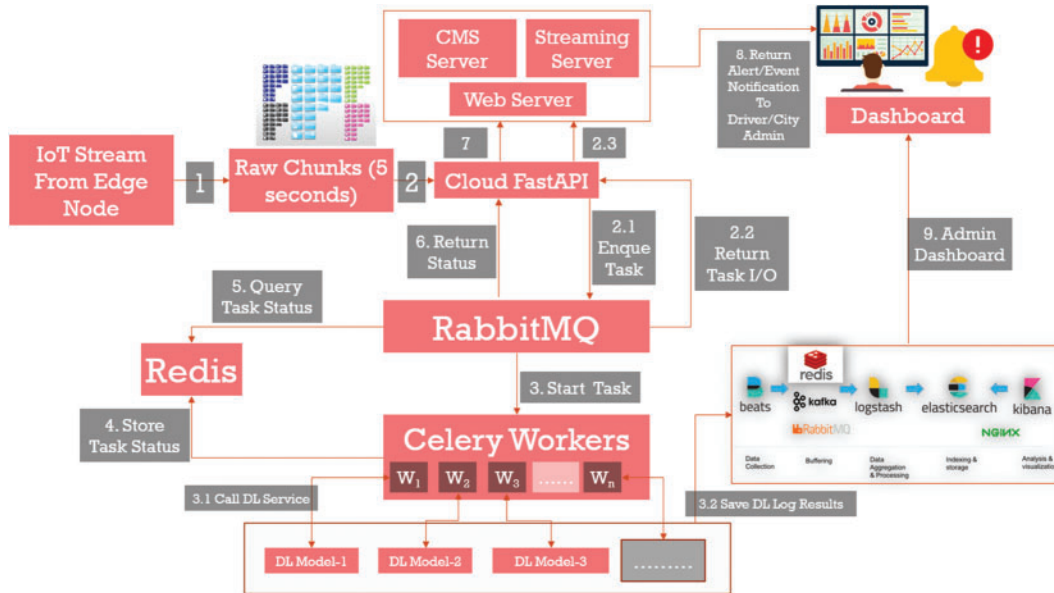 CMS
Server
Streaming
Server
Web Server
8. Return
Alert/Event
Notification
To
Driver/City
Admin
Dashboard
IoT Stream
From Edge
Node
1
Raw Chunks (5
seconds)
2
Cloud FastAPI
7
2.3
6. Return
Status
2.1
Enque
Task
2.2
Return
Task I/O
9. Admin
Dashboard
5. Query
Task Status
RabbitMQ
Redis
3. Start Task
4. Store
Task Status
Celery Workers
W1
W2
W3
......
Wn
3.1 Call DL Service
3.2 Save DL Log Results
DL Model-1
DL Model-2
DL Model-3
.........
redis
beats
kafka
logstash
elasticsearch
kibana
RabbitMQ
NGINX
Data
Collection
Buffering
Data
Aggregation
& Processing
Indexing &
storage
Analysis &
visualizati